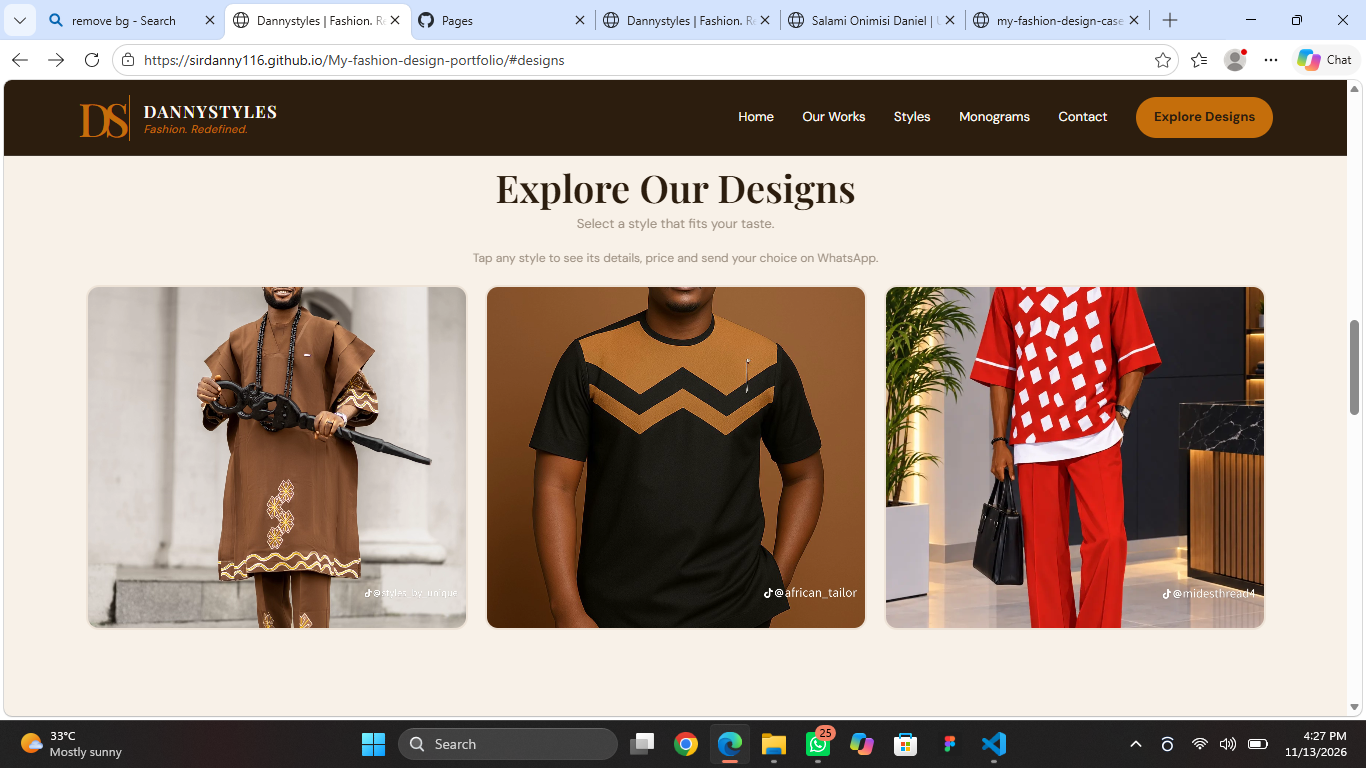 remove bg - Search
Dannystyles | Fashion. Re
Pages
Dannystyles | Fashion. Re
Salami Onimisi Daniel | U
my-fashion-design-case
https://sirdanny116.github.io/My-fashion-design-portfolio/#designs
Chat
DS
DANNYSTYLES
Fashion. Redefined.
Home
Our Works
Styles
Monograms
Contact
Explore Designs
Explore Our Designs
Select a style that fits your taste.
Tap any style to see its details, price and send your choice on WhatsApp.
@styles_by_unique
@african_tailor
@midesthread4
33°C
Mostly sunny
Search
25
4:27 PM
11/13/2026